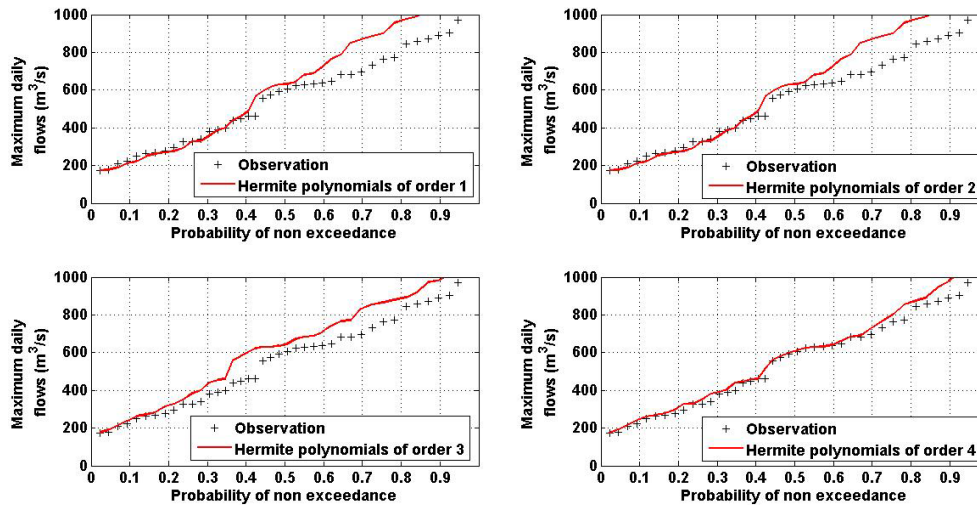 1000
800
600
400
200
0
Maximum daily
flows (m³/s)
Observation
Hermite polynomials of order 1
0 0.1 0.2 0.3 0.4 0.5 0.6 0.7 0.8 0.9
Probability of non exceedance
1000
800
600
400
200
0
Maximum daily
flows (m³/s)
Observation
Hermite polynomials of order 2
0 0.1 0.2 0.3 0.4 0.5 0.6 0.7 0.8 0.9
Probability of non exceedance
1000
800
600
400
200
0
Maximum daily
flows (m³/s)
Observation
Hermite polynomials of order 3
0 0.1 0.2 0.3 0.4 0.5 0.6 0.7 0.8 0.9
Probability of non exceedance
1000
800
600
400
200
0
Maximum daily
flows (m³/s)
Observation
Hermite polynomials of order 4
0 0.1 0.2 0.3 0.4 0.5 0.6 0.7 0.8 0.9
Probability of non exceedance